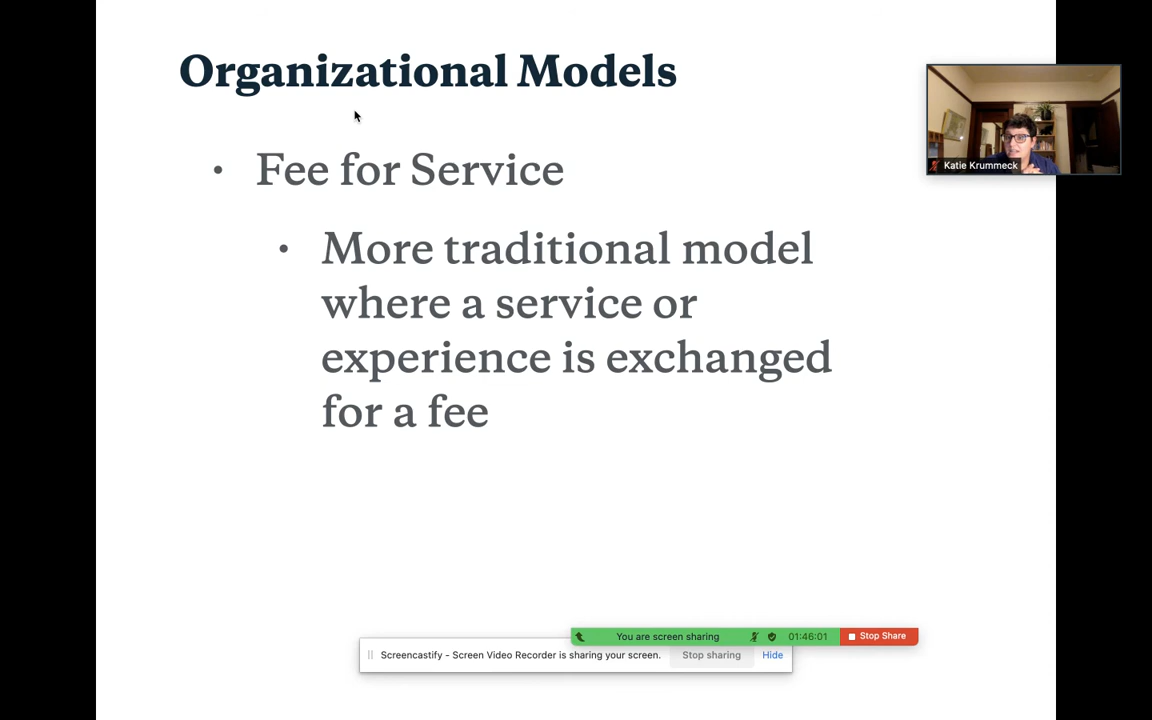 Organizational Models
• Fee for Service
• More traditional model
where a service or
experience is exchanged
for a fee
Katie Krummeck
You are screen sharing 01:46:01 Stop Share
Screencastify - Screen Video Recorder is sharing your screen. Stop sharing Hide